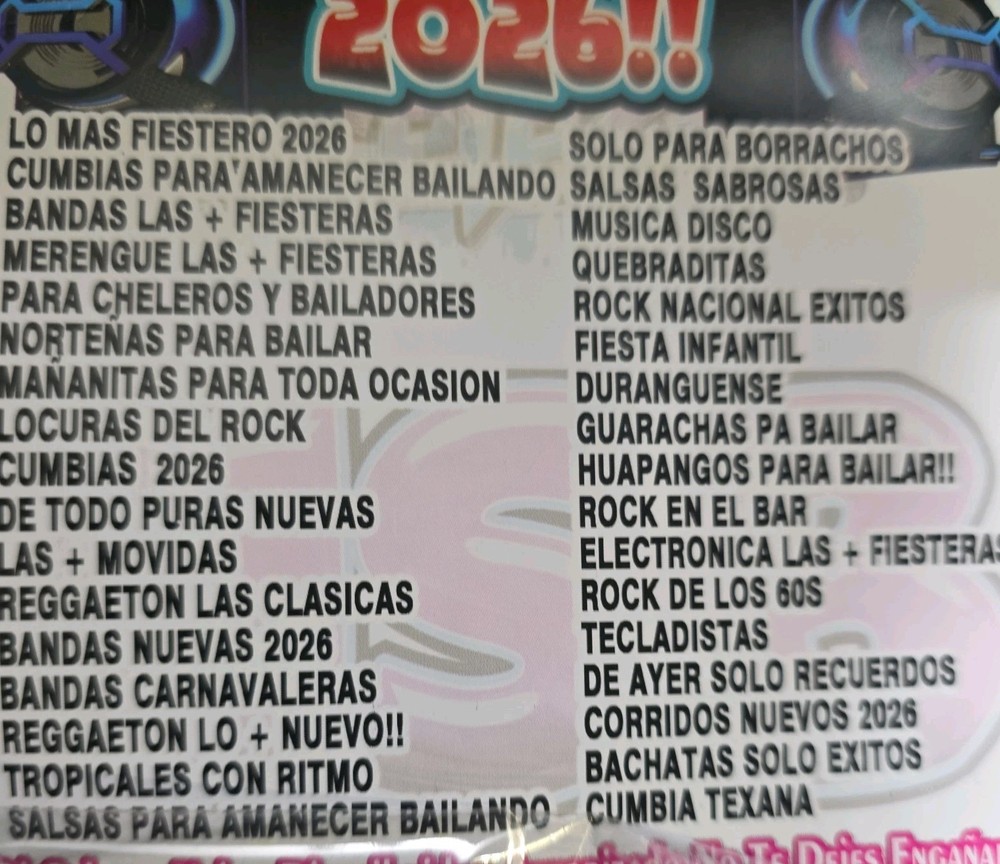 2026!!
LO MAS FIESTERO 2026
CUMBIAS PARA AMANECER BAILANDO
BANDAS LAS + FIESTERAS
MERENGUE LAS + FIESTERAS
PARA CHELEROS Y BAILADORES
NORTEÑAS PARA BAILAR
MAÑANITAS PARA TODA OCASION
LOCURAS DEL ROCK
CUMBIAS 2026
DE TODO PURAS NUEVAS
LAS + MOVIDAS
REGGAETON LAS CLASICAS
BANDAS NUEVAS 2026
BANDAS CARNAVALERAS
REGGAETON LO + NUEVO!!
TROPICALES CON RITMO
SALSAS PARA AMANECER BAILANDO
SOLO PARA BORRACHOS
SALSAS SABROSAS
MUSICA DISCO
QUEBRADITAS
ROCK NACIONAL EXITOS
FIESTA INFANTIL
DURANGUENSE
GUARACHAS PA BAILAR
HUAPANGOS PARA BAILAR!!
ROCK EN EL BAR
ELECTRONICA LAS + FIESTERAS
ROCK DE LOS 60S
TECLADISTAS
DE AYER SOLO RECUERDOS
CORRIDOS NUEVOS 2026
BACHATAS SOLO EXITOS
CUMBIA TEXANA
No Te Dejes